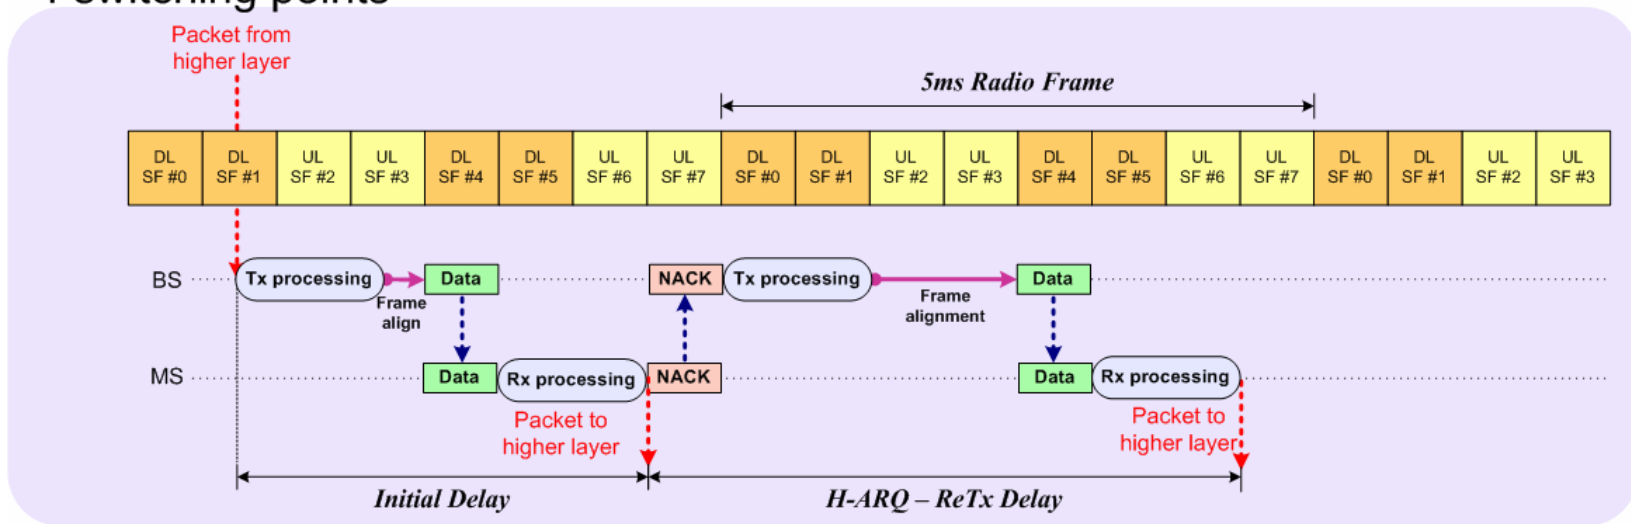 switching points
Packet from
higher layer
5ms Radio Frame
DL SF #0
DL SF #1
UL SF #2
UL SF #3
DL SF #4
DL SF #5
UL SF #6
UL SF #7
DL SF #0
DL SF #1
UL SF #2
UL SF #3
DL SF #4
DL SF #5
UL SF #6
UL SF #7
DL SF #0
DL SF #1
UL SF #2
UL SF #3
BS
Tx processing
Frame
align
Data
NACK
Tx processing
Frame
alignment
Data
MS
Data
Rx processing
NACK
Data
Rx processing
Packet to
higher layer
Packet to
higher layer
Initial Delay
H-ARQ – ReTx Delay